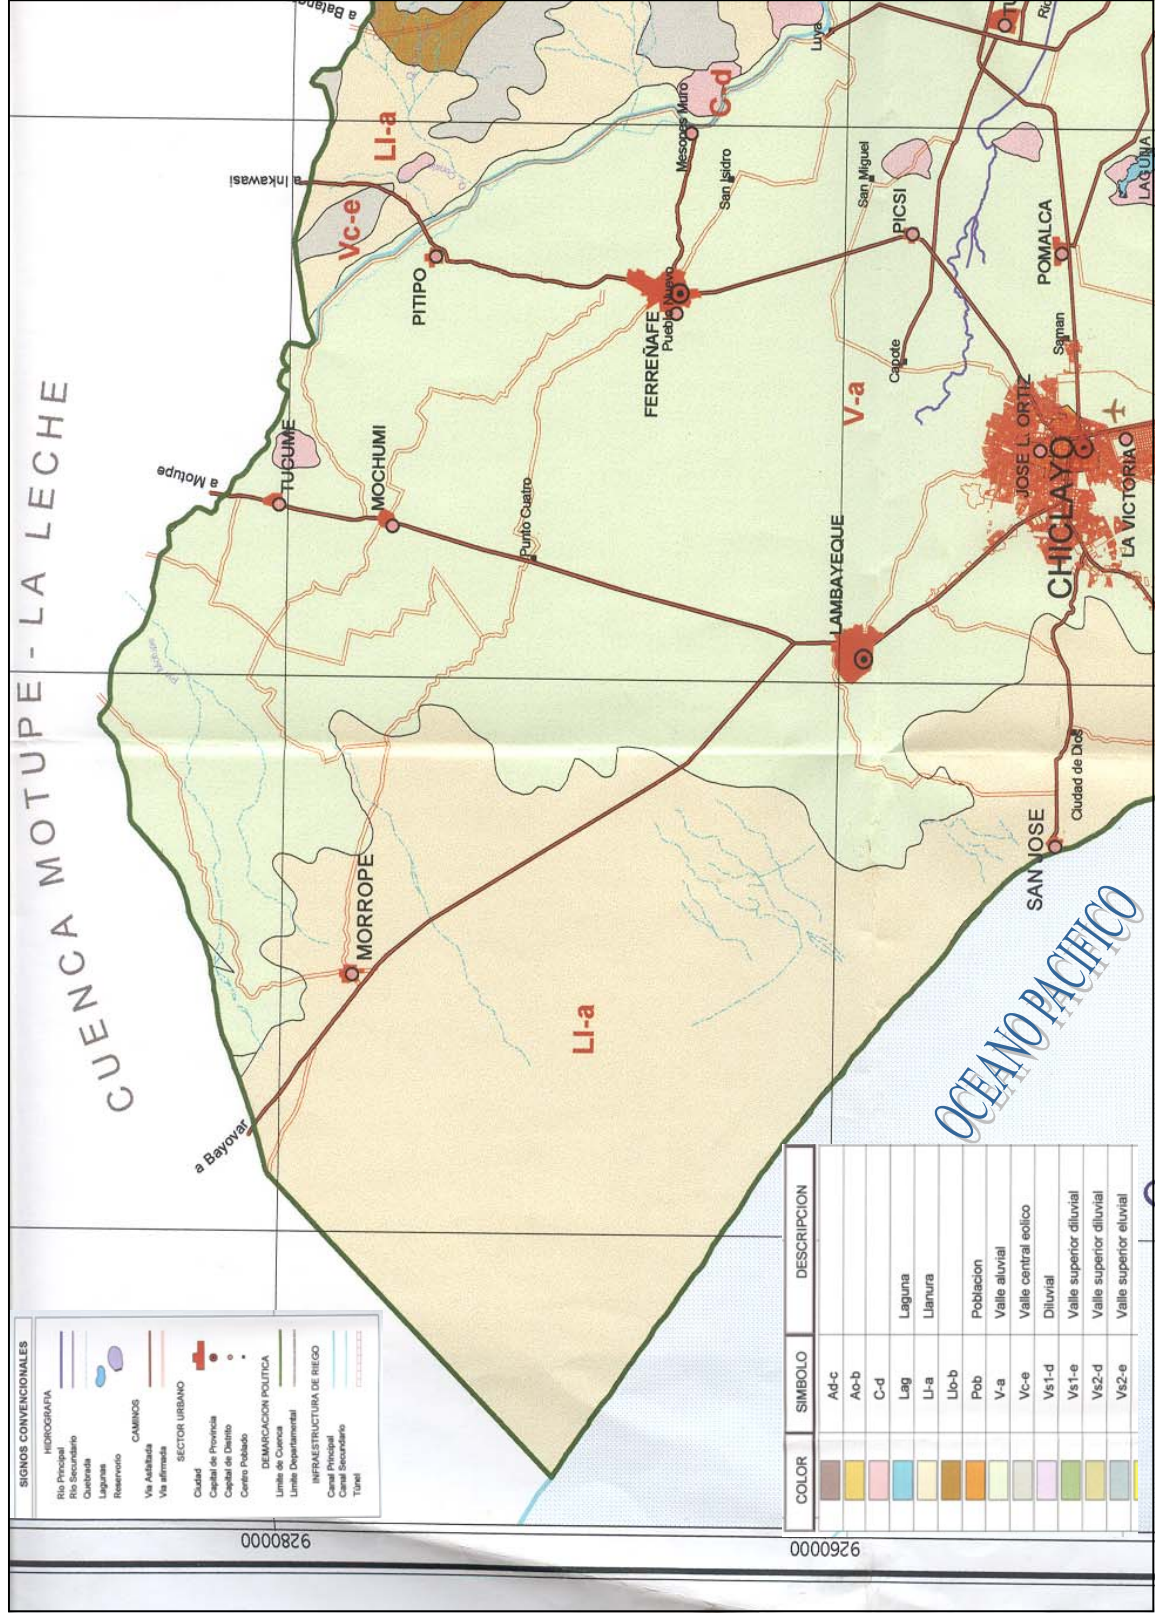 CUENCA MOTUPE - LA LECHE
a Batang
a Inkawasi
a Motupe
a Bayovar
Ll-a
Vc-e
C-d
Luya
TU
Río
Mesones Muro
San Isidro
San Miguel
PICSI
LAGUNA
PITIPO
POMALCA
FERREÑAFE
Pueblo Nuevo
Capote
Saman
V-a
TUCUME
MOCHUMI
Punto Cuatro
JOSE L. ORTIZ
CHICLAYO
LA VICTORIA
LAMBAYEQUE
Ciudad de Dios
SAN JOSE
MORROPE
Ll-a
OCEANO PACIFICO
SIGNOS CONVENCIONALES
HIDROGRAFIA
Río Principal
Río Secundario
Quebrada
Lagunas
Reservorio
CAMINOS
Via Asfaltada
Via afirmada
SECTOR URBANO
Ciudad
Capital de Provincia
Capital de Distrito
Centro Poblado
DEMARCACION POLITICA
Limite de Cuenca
Limite Departamental
INFRAESTRUCTURA DE RIEGO
Canal Principal
Canal Secundario
Túnel
COLOR SIMBOLO DESCRIPCION
Ad-c
Ao-b
C-d
Lag Laguna
Ll-a Llanura
Llo-b
Pob Poblacion
V-a Valle aluvial
Vc-e Valle central eolico
Vs1-d Diluvial
Vs1-e Valle superior diluvial
Vs2-d Valle superior diluvial
Vs2-e Valle superior eluvial
9280000
9260000